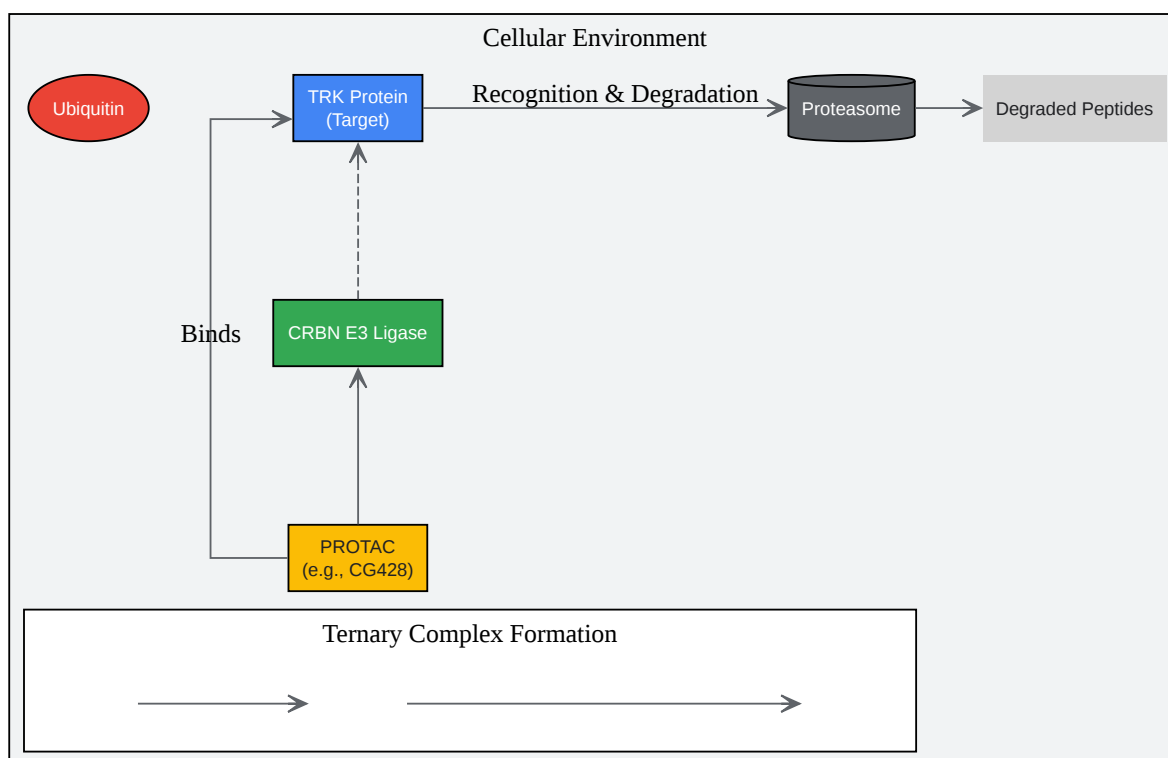 Cellular Environment
Ubiquitin
TRK Protein
(Target)
Recognition & Degradation
Proteasome
Degraded Peptides
Binds
CRBN E3 Ligase
PROTAC
(e.g., CG428)
Ternary Complex Formation